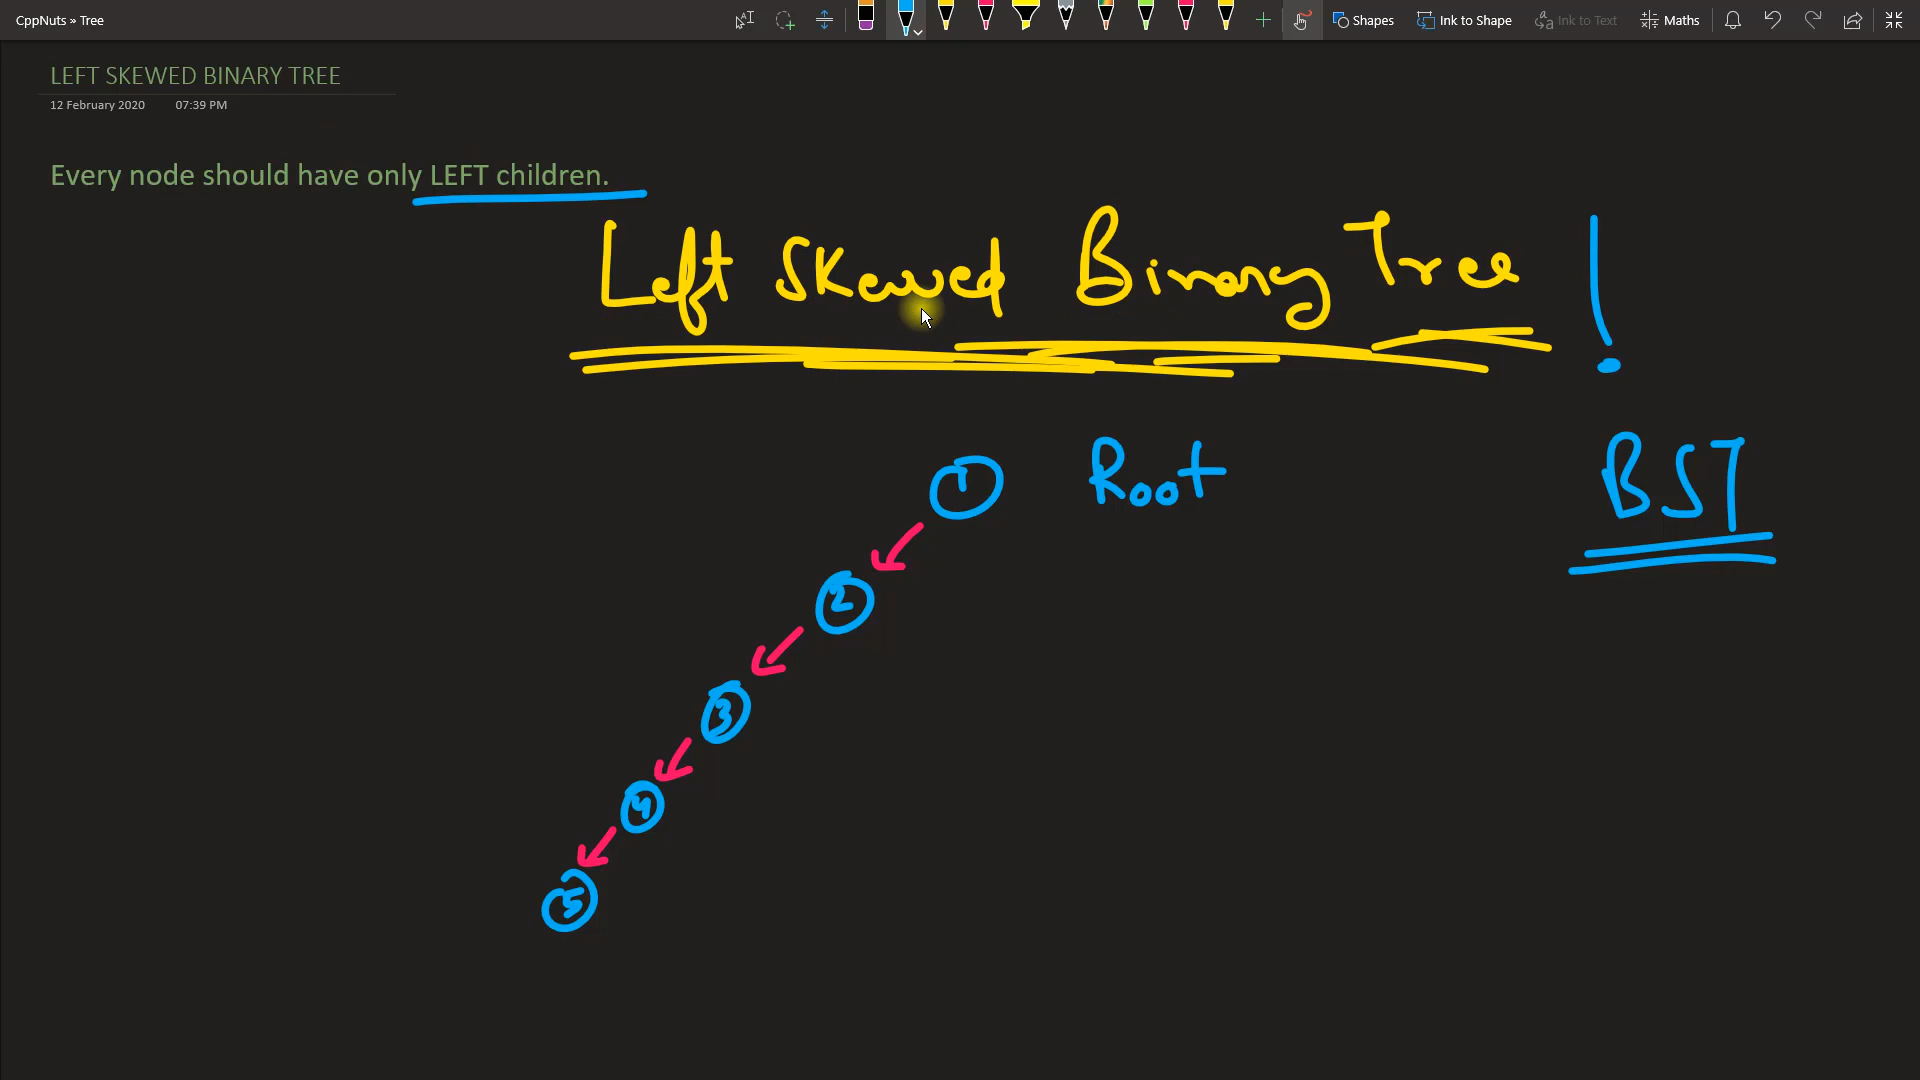 CppNuts » Tree
Shapes Ink to Shape Ink to Text Maths
LEFT SKEWED BINARY TREE
12 February 2020 07:39 PM
Every node should have only LEFT children.
Left Skewed Binary Tree !
1 Root
BST
2
3
4
5